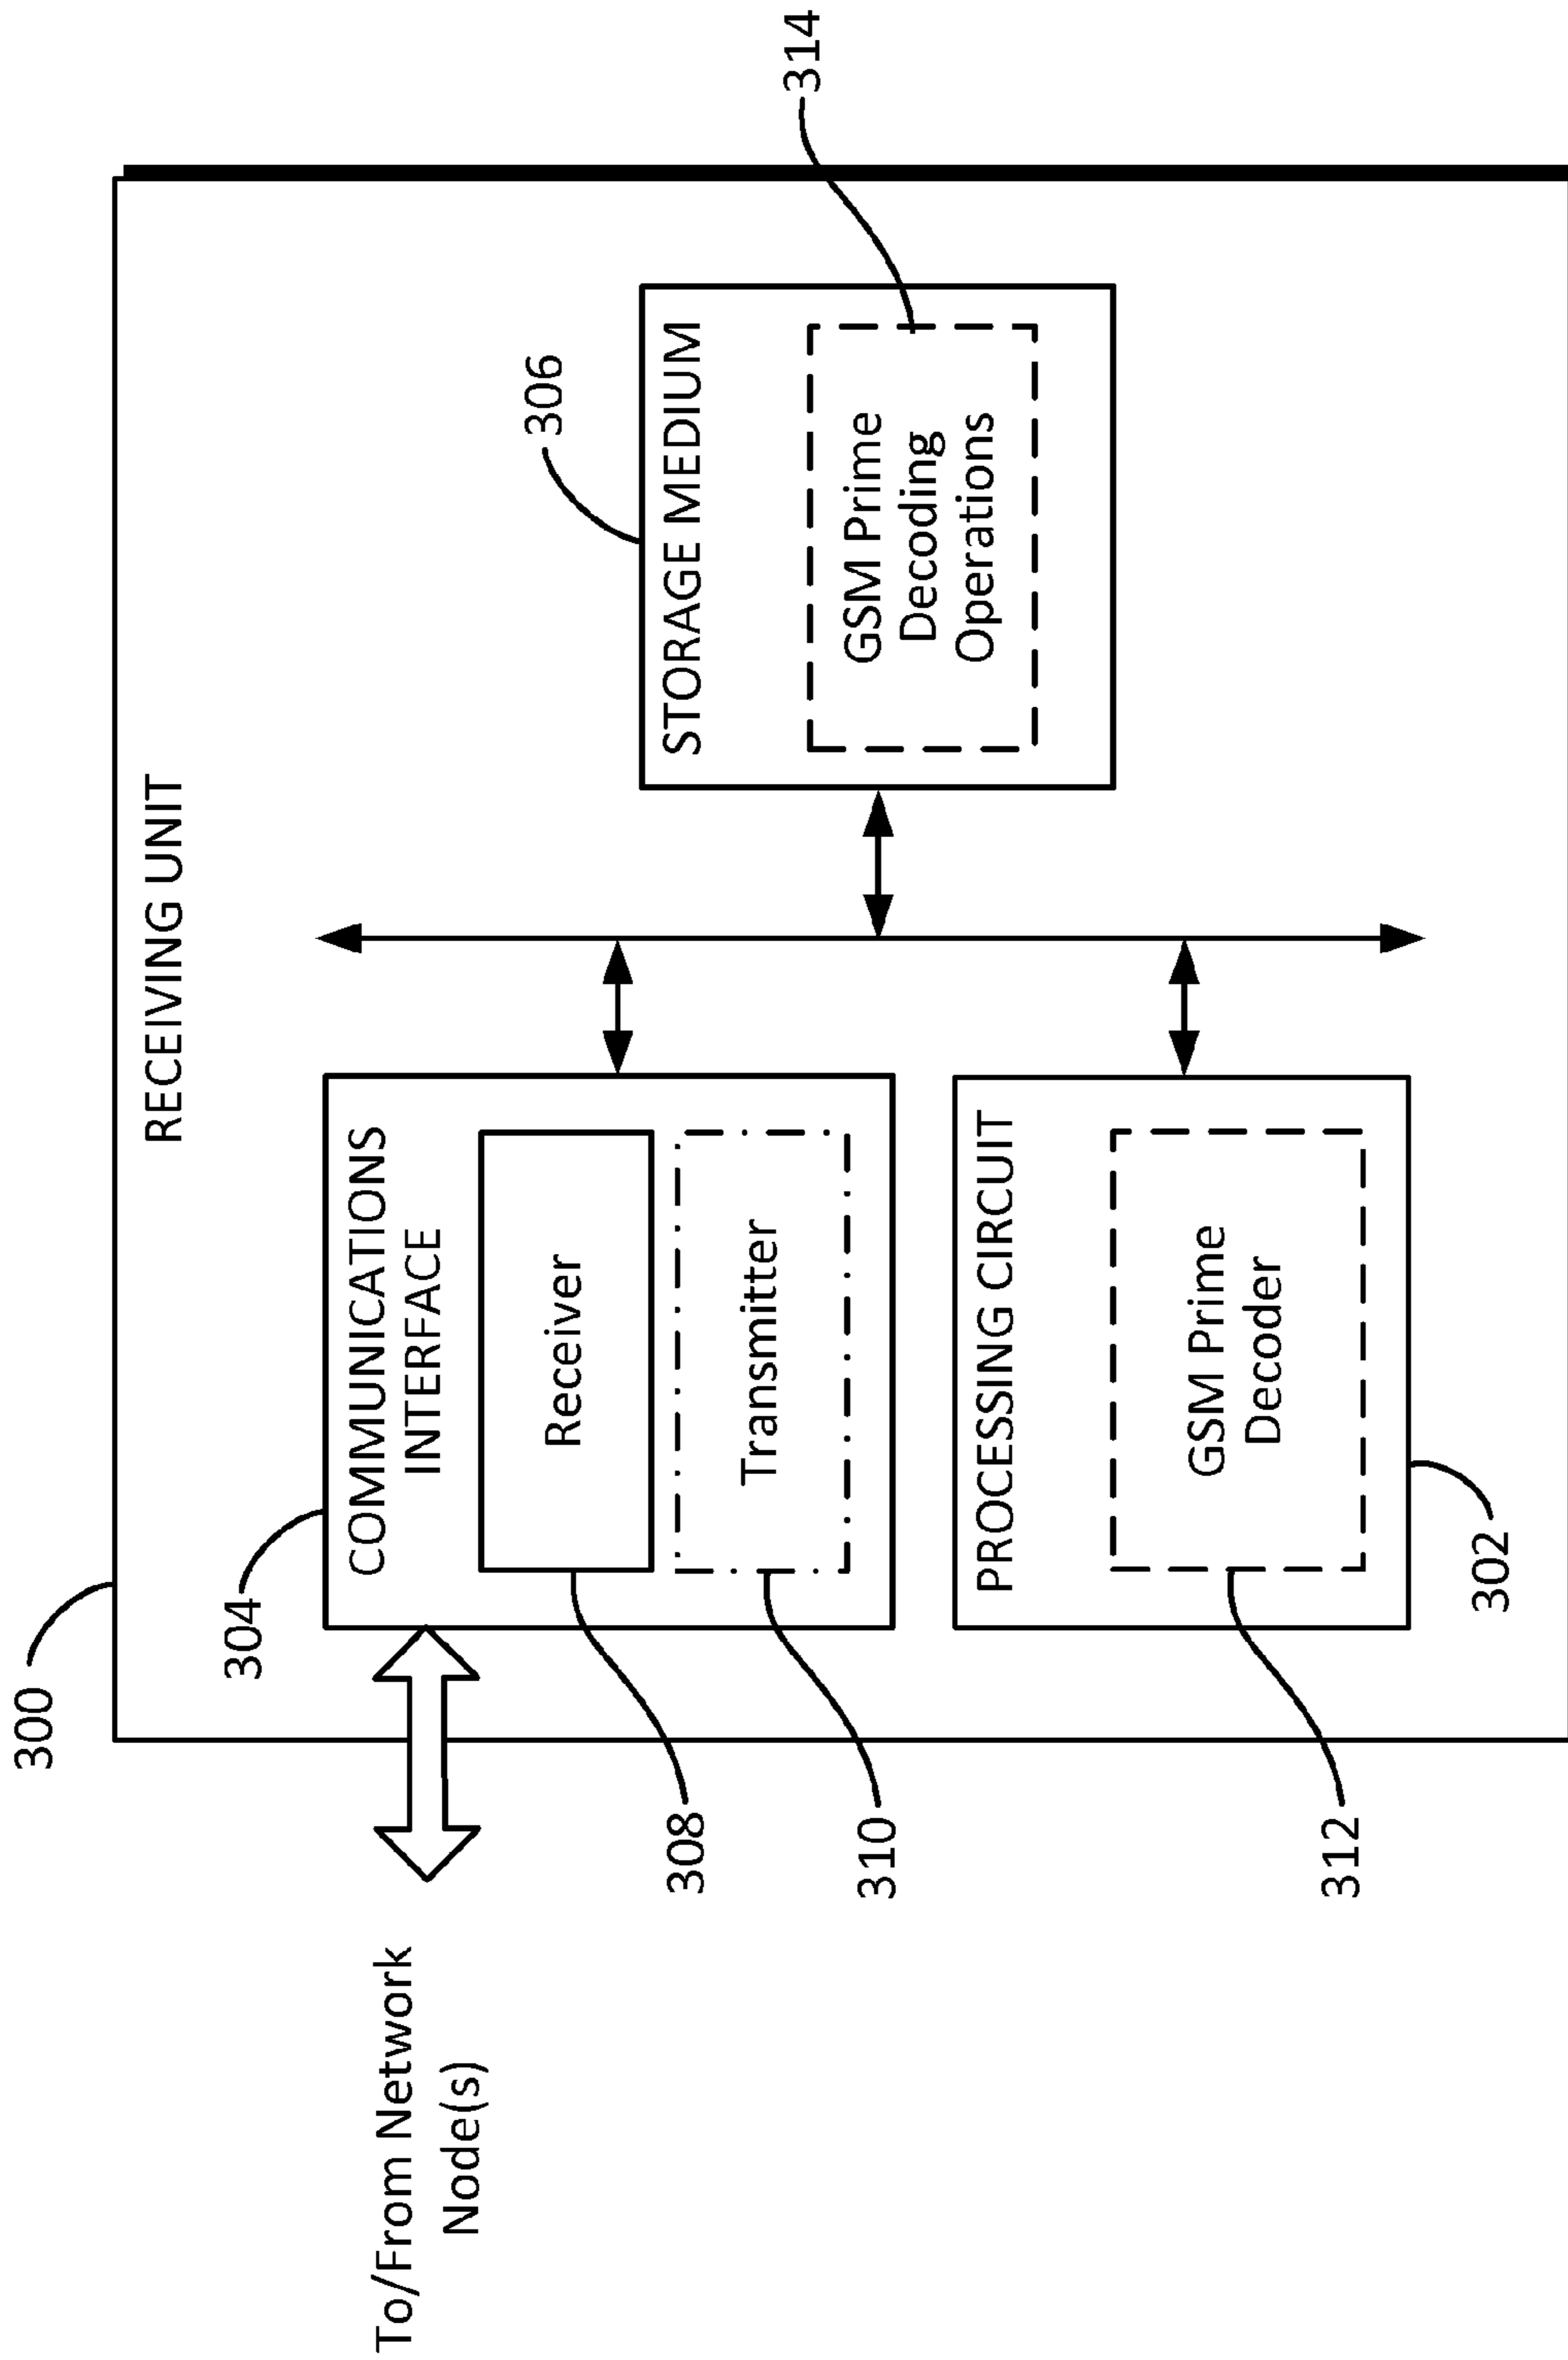 300
RECEIVING UNIT
304
COMMUNICATIONS
INTERFACE
Receiver
Transmitter
To/From Network
Node(s)
308
310
306
STORAGE MEDIUM
GSM Prime
Decoding
Operations
314
PROCESSING CIRCUIT
GSM Prime
Decoder
312
302